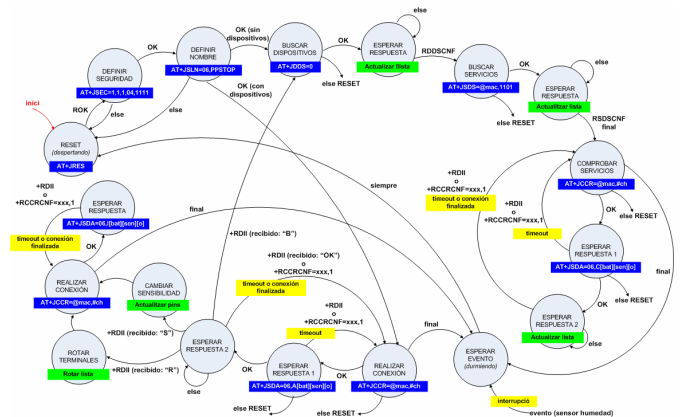 inici
RESET
(despertando)
AT+JRES
ROK
else
else
DEFINIR
SEGURIDAD
AT+JSEC=1,1,1,04,1111
OK
DEFINIR
NOMBRE
AT+JSLN=06,PPSTOP
OK (sin
dispositivos)
OK (con
dispositivos)
BUSCAR
DISPOSITIVOS
AT+JDDS=0
else RESET
OK
else
ESPERAR
RESPUESTA
Actualizar llista
RDDSCNF
BUSCAR
SERVICIOS
AT+JSDS=@mac,1101
else RESET
OK
else
ESPERAR
RESPUESTA
Actualitzar lista
RSDSCNF
final
COMPROBAR
SERVICIOS
AT+JCCR=@mac,#ch
else RESET
OK
+RDII
o
+RCCRCNF=xxx,1
timeout o conexión
finalizada
+RDII
o
+RCCRCNF=xxx,1
timeout
ESPERAR
RESPUESTA 1
AT+JSDA=06,C[bat][sen][o]
else RESET
OK
ESPERAR
RESPUESTA 2
Actualizar lista
else
final
siempre
+RDII
o
+RCCRCNF=xxx,1
ESPERAR
RESPUESTA
AT+JSDA=06,I[bat][sen][o]
timeout o conexión
finalizada
OK
final
REALIZAR
CONEXIÓN
AT+JCCR=@mac,#ch
CAMBIAR
SENSIBILIDAD
Actualitzar pins
+RDII (recibido: "B")
+RDII (recibido: "OK")
o
+RCCRCNF=xxx,1
timeout o conexión
finalizada
+RDII (recibido: "S")
ROTAR
TERMINALES
Rotar lista
+RDII (recibido: "R")
ESPERAR
RESPUESTA 2
else
OK
+RDII
o
+RCCRCNF=xxx,1
timeout
ESPERAR
RESPUESTA 1
AT+JSDA=06,A[bat][sen][o]
else RESET
OK
REALIZAR
CONEXIÓN
AT+JCCR=@mac,#ch
else RESET
final
ESPERAR
EVENTO
(durmiendo)
interrupció
evento (sensor humedad)